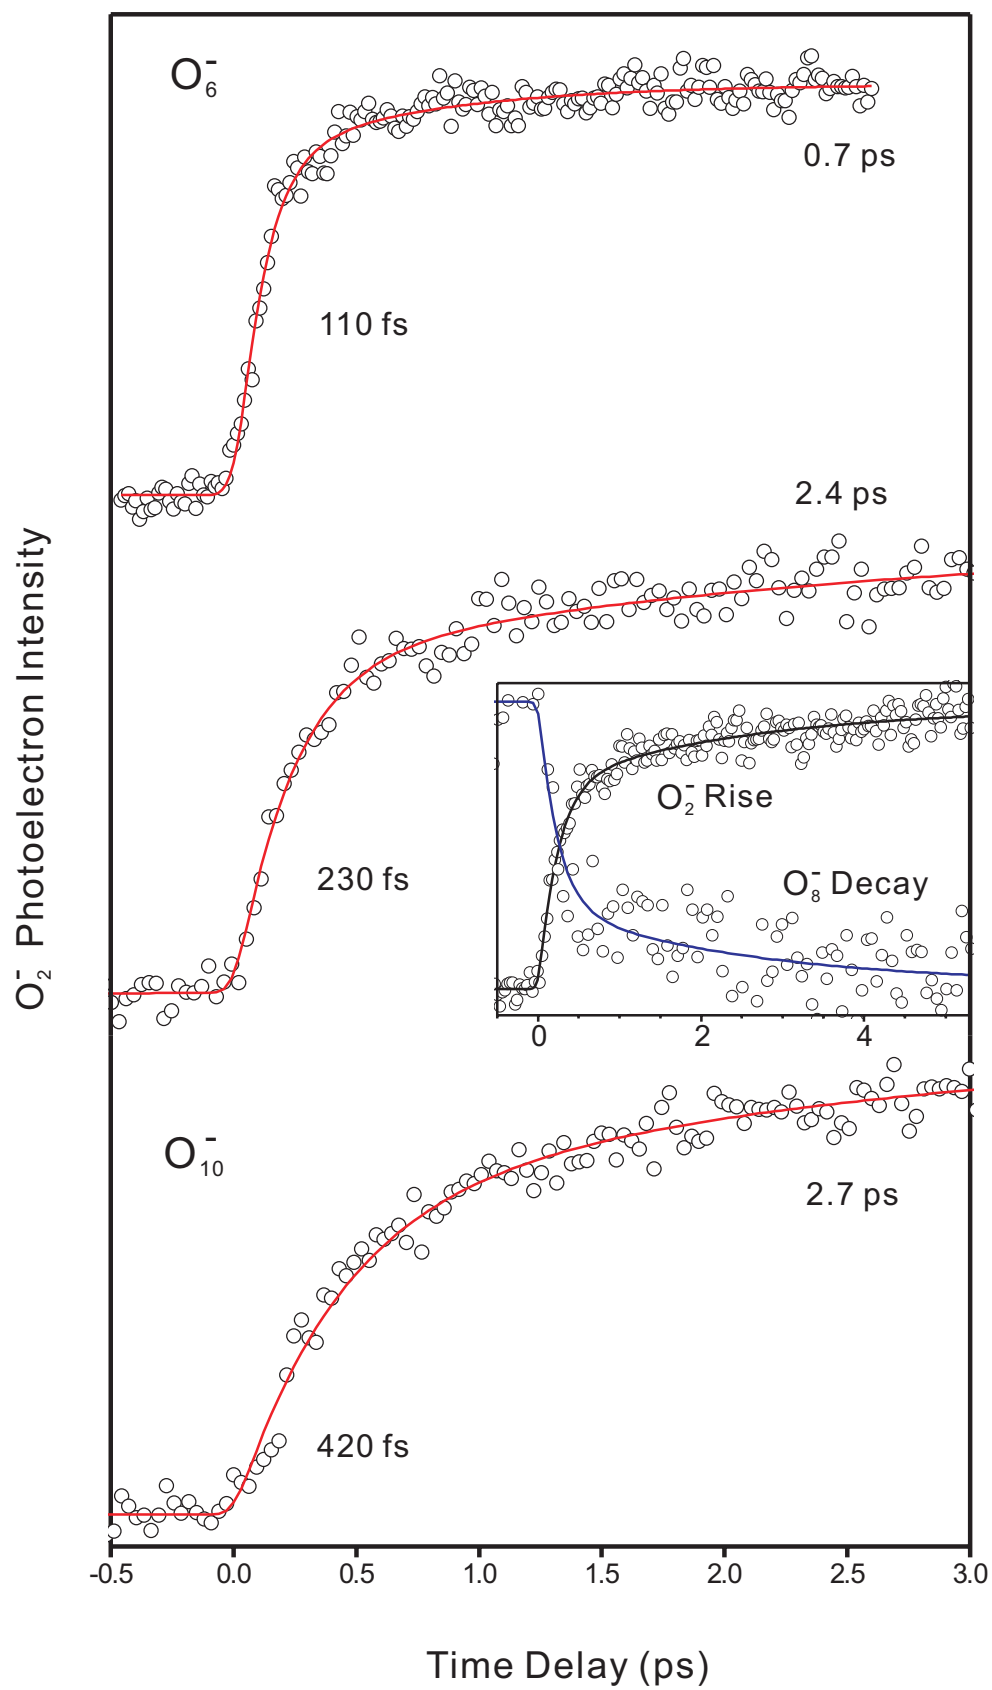 O₆⁻
0.7 ps
110 fs
2.4 ps
230 fs
O₂⁻ Rise
O₈⁻ Decay
0 2 4
O₁₀⁻
2.7 ps
420 fs
-0.5 0.0 0.5 1.0 1.5 2.0 2.5 3.0
Time Delay (ps)
O₂⁻ Photoelectron Intensity